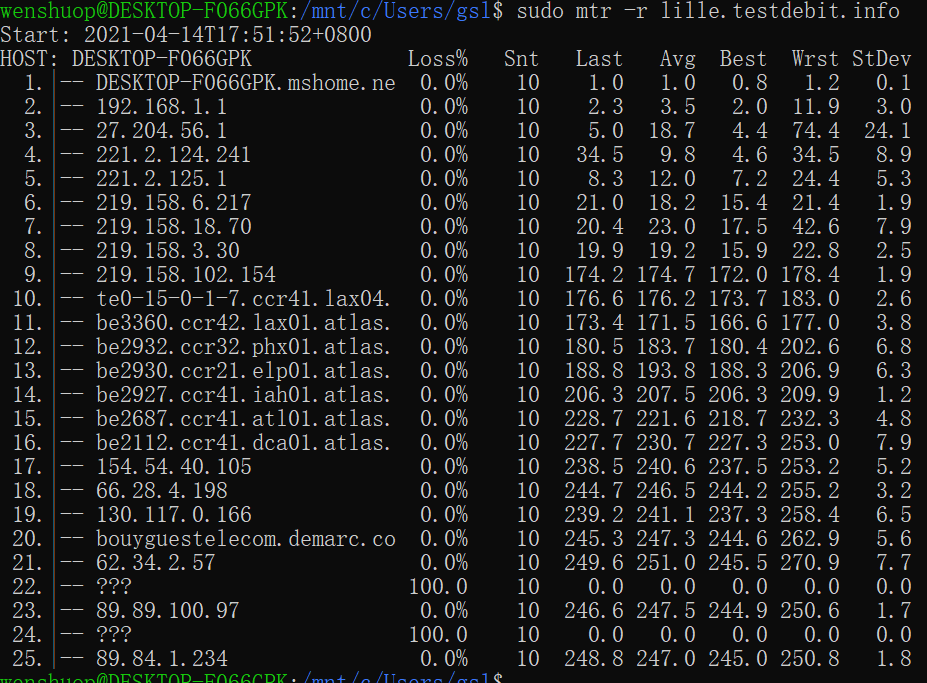 wenshuop@DESKTOP-F066GPK:/mnt/c/Users/gsl$ sudo mtr -r lille.testdebit.info
Start: 2021-04-14T17:51:52+0800
HOST: DESKTOP-F066GPK Loss% Snt Last Avg Best Wrst StDev
1.|-- DESKTOP-F066GPK.mshome.ne 0.0% 10 1.0 1.0 0.8 1.2 0.1
2.|-- 192.168.1.1 0.0% 10 2.3 3.5 2.0 11.9 3.0
3.|-- 27.204.56.1 0.0% 10 5.0 18.7 4.4 74.4 24.1
4.|-- 221.2.124.241 0.0% 10 34.5 9.8 4.6 34.5 8.9
5.|-- 221.2.125.1 0.0% 10 8.3 12.0 7.2 24.4 5.3
6.|-- 219.158.6.217 0.0% 10 21.0 18.2 15.4 21.4 1.9
7.|-- 219.158.18.70 0.0% 10 20.4 23.0 17.5 42.6 7.9
8.|-- 219.158.3.30 0.0% 10 19.9 19.2 15.9 22.8 2.5
9.|-- 219.158.102.154 0.0% 10 174.2 174.7 172.0 178.4 1.9
10.|-- te0-15-0-1-7.ccr41.lax04. 0.0% 10 176.6 176.2 173.7 183.0 2.6
11.|-- be3360.ccr42.lax01.atlas. 0.0% 10 173.4 171.5 166.6 177.0 3.8
12.|-- be2932.ccr32.phx01.atlas. 0.0% 10 180.5 183.7 180.4 202.6 6.8
13.|-- be2930.ccr21.elp01.atlas. 0.0% 10 188.8 193.8 188.3 206.9 6.3
14.|-- be2927.ccr41.iah01.atlas. 0.0% 10 206.3 207.5 206.3 209.9 1.2
15.|-- be2687.ccr41.atl01.atlas. 0.0% 10 228.7 221.6 218.7 232.3 4.8
16.|-- be2112.ccr41.dca01.atlas. 0.0% 10 227.7 230.7 227.3 253.0 7.9
17.|-- 154.54.40.105 0.0% 10 238.5 240.6 237.5 253.2 5.2
18.|-- 66.28.4.198 0.0% 10 244.7 246.5 244.2 255.2 3.2
19.|-- 130.117.0.166 0.0% 10 239.2 241.1 237.3 258.4 6.5
20.|-- bouyguestelecom.demarc.co 0.0% 10 245.3 247.3 244.6 262.9 5.6
21.|-- 62.34.2.57 0.0% 10 249.6 251.0 245.5 270.9 7.7
22.|-- ??? 100.0 10 0.0 0.0 0.0 0.0 0.0
23.|-- 89.89.100.97 0.0% 10 246.6 247.5 244.9 250.6 1.7
24.|-- ??? 100.0 10 0.0 0.0 0.0 0.0 0.0
25.|-- 89.84.1.234 0.0% 10 248.8 247.0 245.0 250.8 1.8
wenshuop@DESKTOP-F066GPK:/mnt/c/Users/gsl$